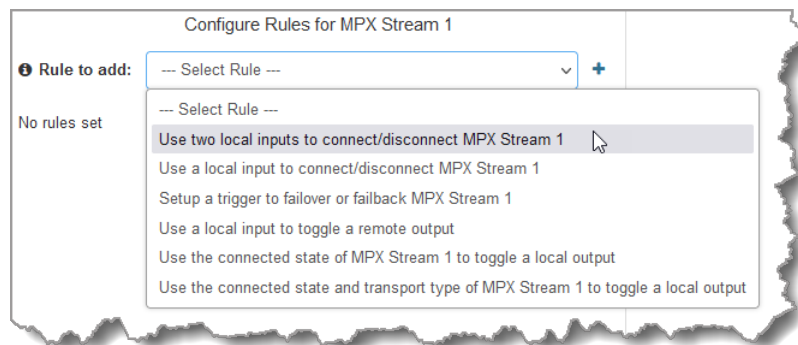 Configure Rules for MPX Stream 1
Rule to add: --- Select Rule ---
No rules set
--- Select Rule ---
Use two local inputs to connect/disconnect MPX Stream 1
Use a local input to connect/disconnect MPX Stream 1
Setup a trigger to failover or failback MPX Stream 1
Use a local input to toggle a remote output
Use the connected state of MPX Stream 1 to toggle a local output
Use the connected state and transport type of MPX Stream 1 to toggle a local output